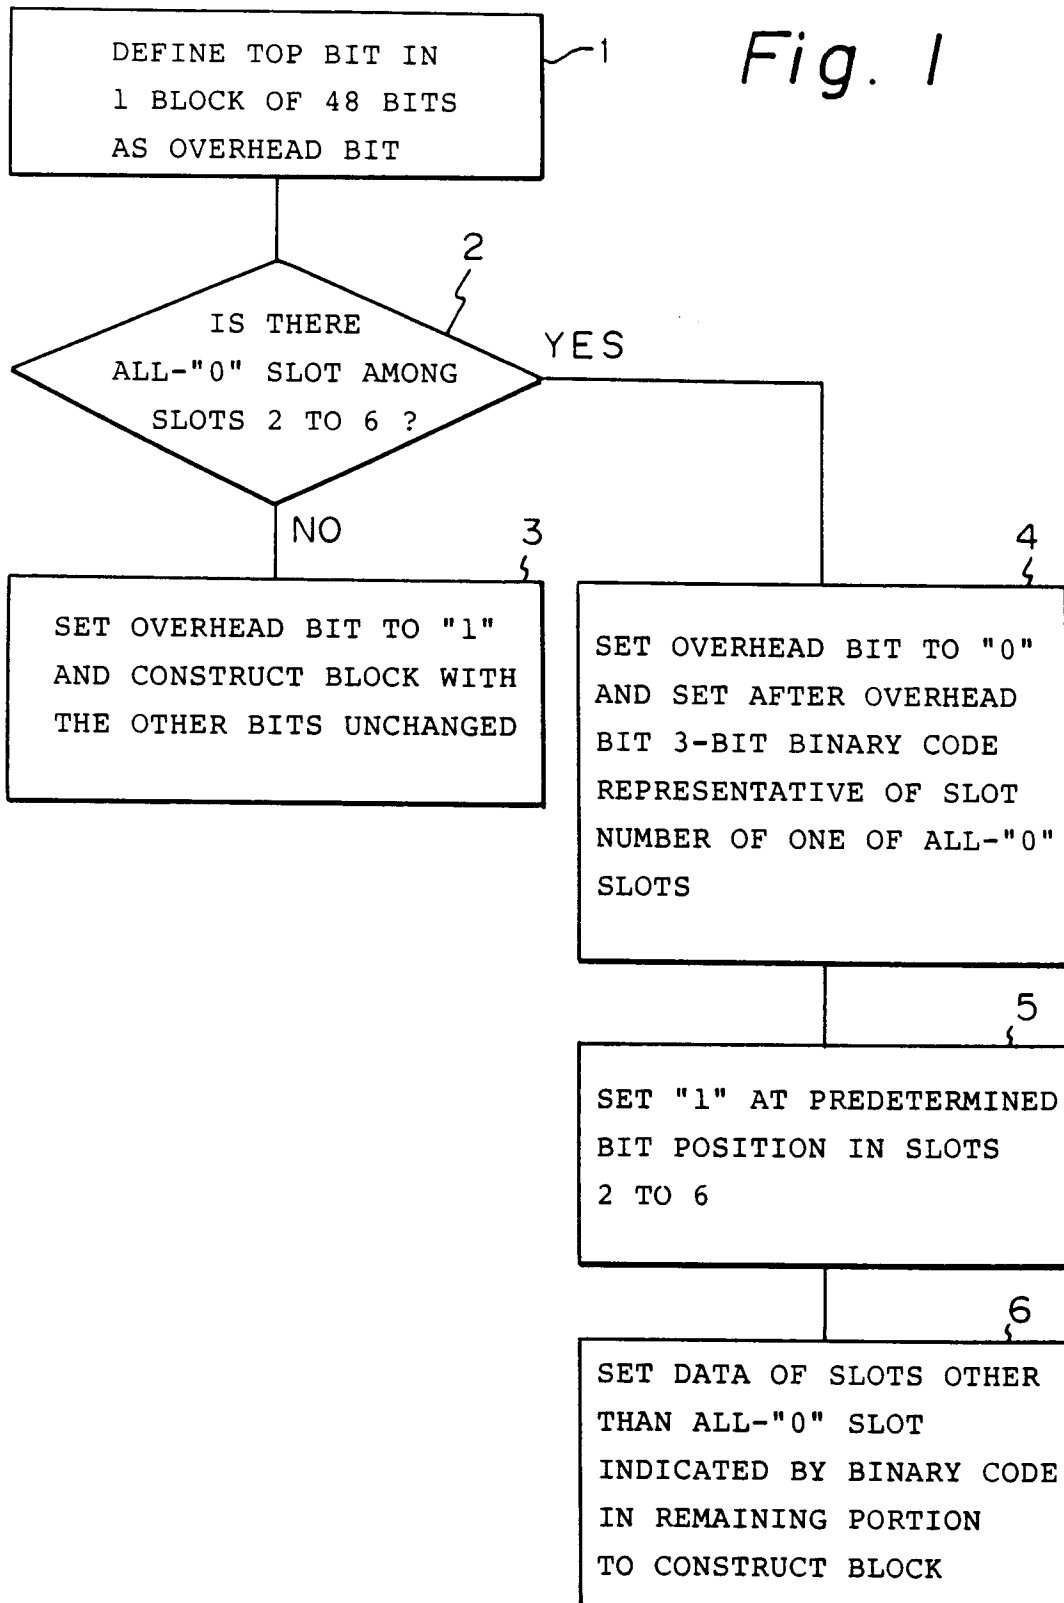 Fig. 1
DEFINE TOP BIT IN
1 BLOCK OF 48 BITS
AS OVERHEAD BIT
1
2
IS THERE
ALL-"0" SLOT AMONG
SLOTS 2 TO 6 ?
YES
NO
3
SET OVERHEAD BIT TO "1"
AND CONSTRUCT BLOCK WITH
THE OTHER BITS UNCHANGED
4
SET OVERHEAD BIT TO "0"
AND SET AFTER OVERHEAD
BIT 3-BIT BINARY CODE
REPRESENTATIVE OF SLOT
NUMBER OF ONE OF ALL-"0"
SLOTS
5
SET "1" AT PREDETERMINED
BIT POSITION IN SLOTS
2 TO 6
6
SET DATA OF SLOTS OTHER
THAN ALL-"0" SLOT
INDICATED BY BINARY CODE
IN REMAINING PORTION
TO CONSTRUCT BLOCK